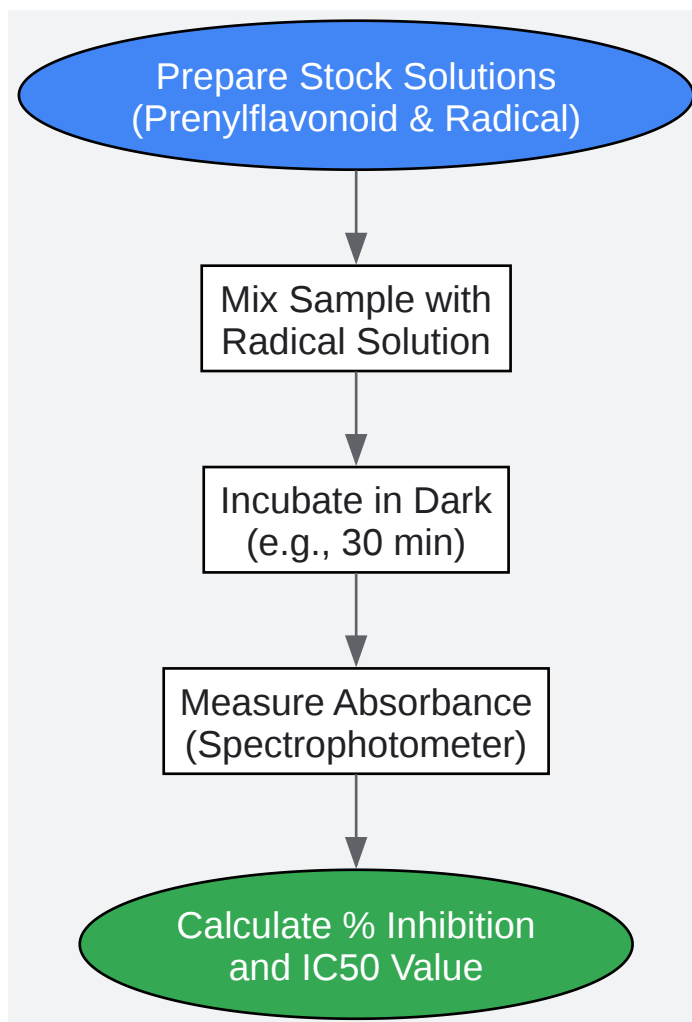 Prepare Stock Solutions
(Prenylflavonoid & Radical)
Mix Sample with
Radical Solution
Incubate in Dark
(e.g., 30 min)
Measure Absorbance
(Spectrophotometer)
Calculate % Inhibition
and IC50 Value